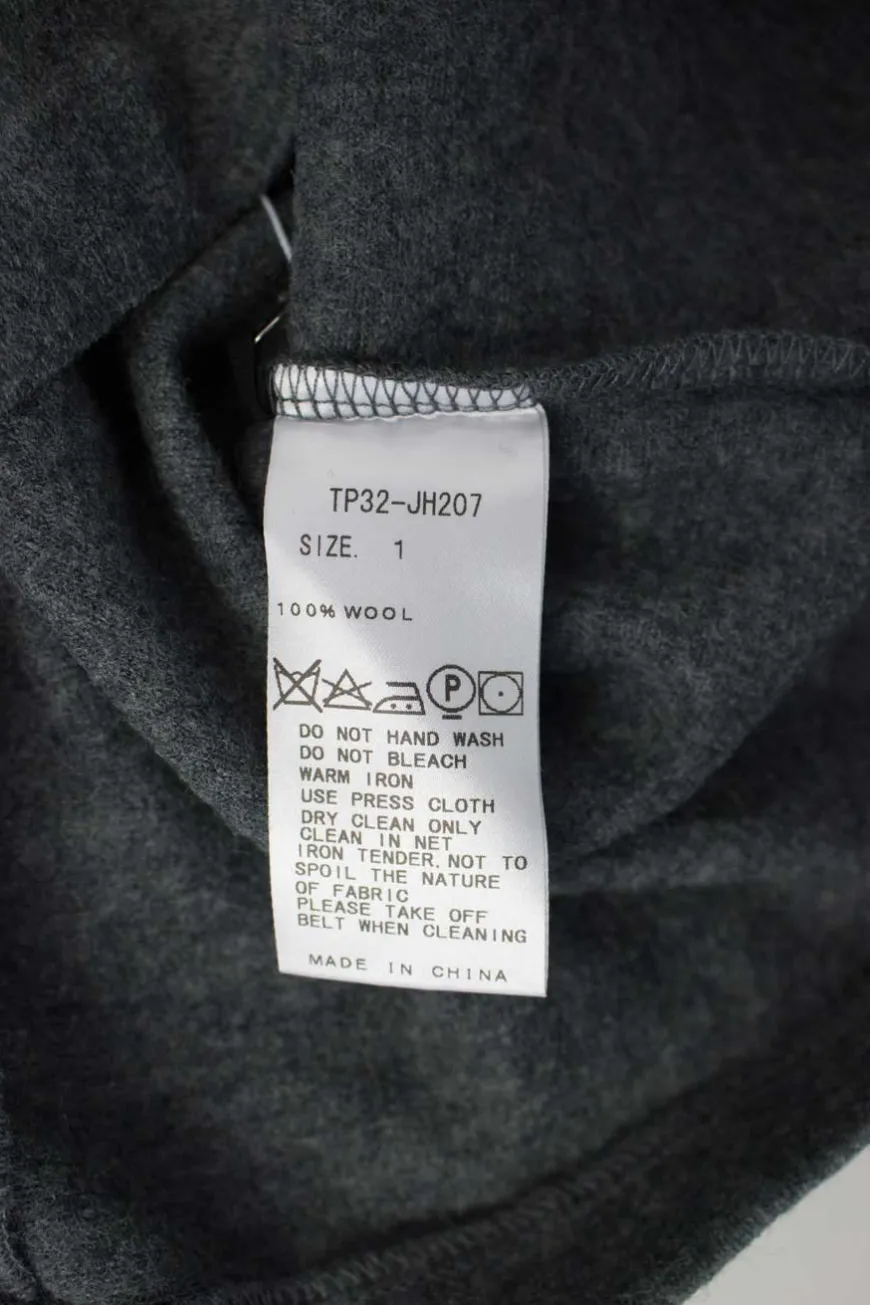 TP32-JH207
SIZE. 1
100% WOOL
P
DO NOT HAND WASH
DO NOT BLEACH
WARM IRON
USE PRESS CLOTH
DRY CLEAN ONLY
CLEAN IN NET
IRON TENDER. NOT TO
SPOIL THE NATURE
OF FABRIC
PLEASE TAKE OFF
BELT WHEN CLEANING
MADE IN CHINA